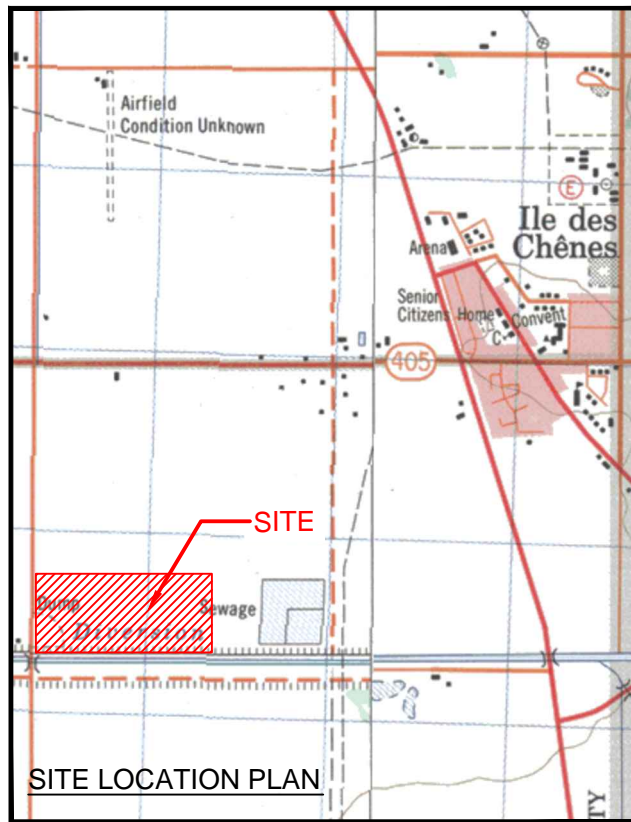 Airfield
Condition Unknown
E
Ile des
Chênes
Arena
Senior
Citizens Home
Convent
C
405
SITE
Dump
Sewage
Diversion
SITE LOCATION PLAN
TY